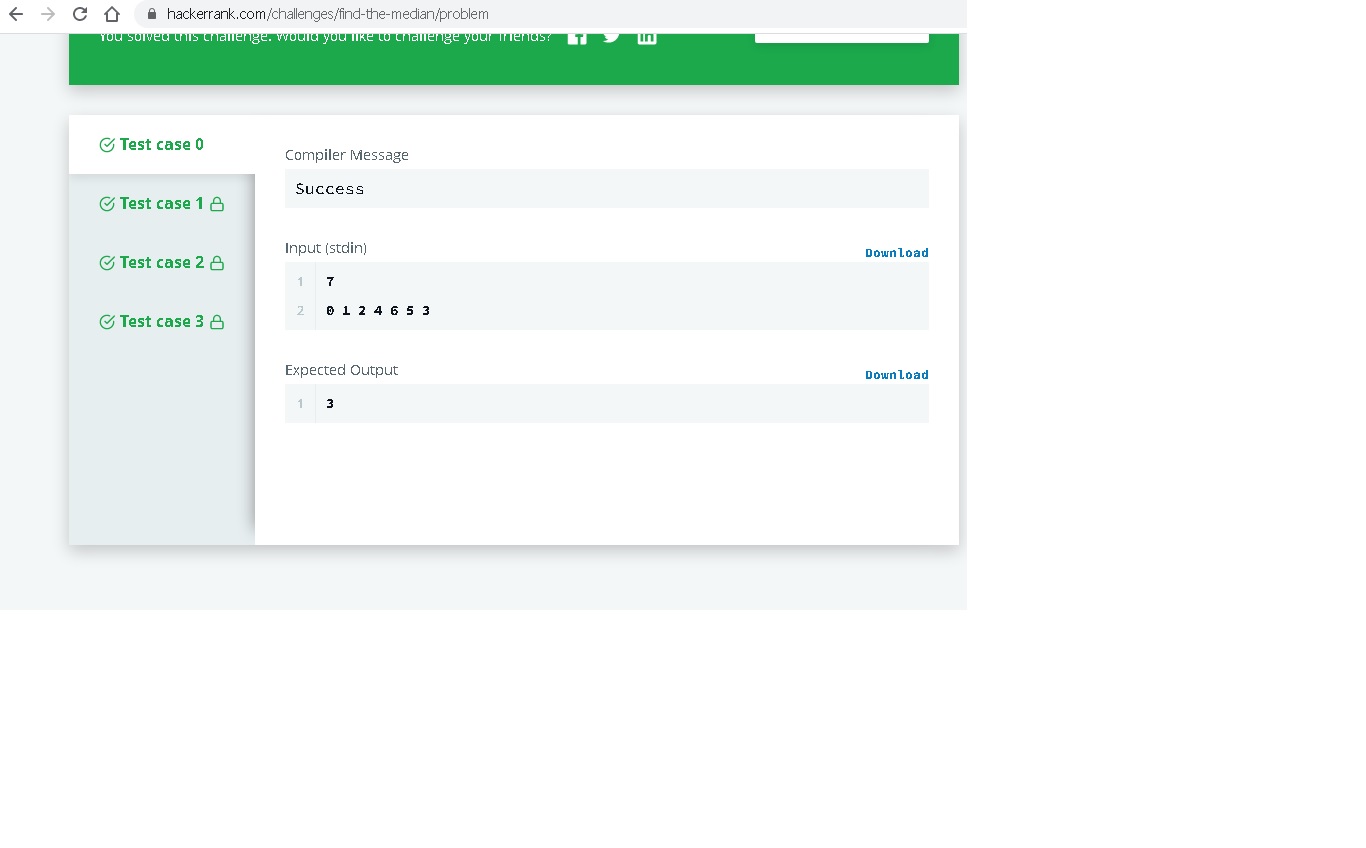 hackerrank.com/challenges/find-the-median/problem
You solved this challenge. Would you like to challenge your friends?
Test case 0
Test case 1
Test case 2
Test case 3
Compiler Message
Success
Input (stdin)
Download
1 7
2 0 1 2 4 6 5 3
Expected Output
Download
1 3